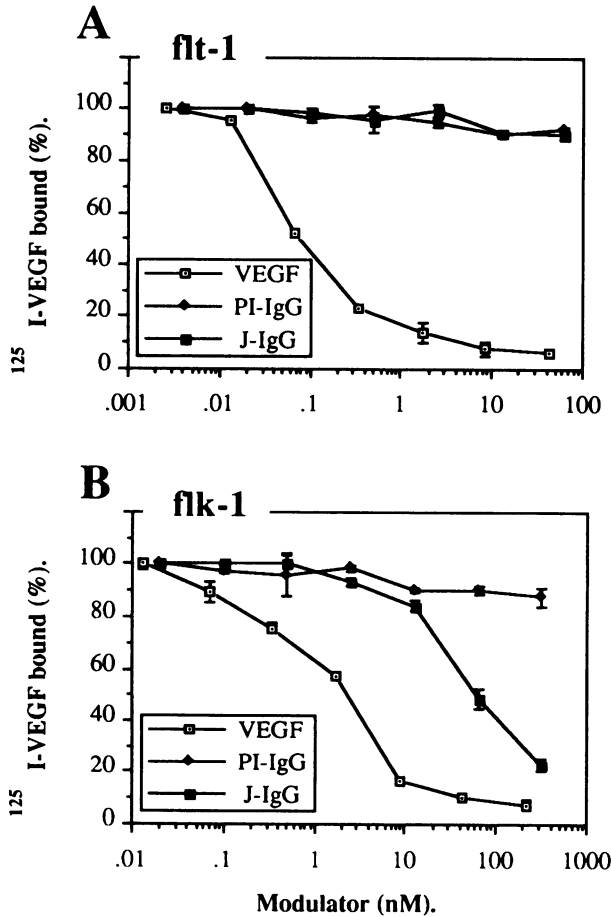 A
flt-1
100
80
60
40
20
0
125 I-VEGF bound (%).
VEGF
PI-IgG
J-IgG
.001 .01 .1 1 10 100
B
flk-1
100
80
60
40
20
0
125 I-VEGF bound (%).
VEGF
PI-IgG
J-IgG
.01 .1 1 10 100 1000
Modulator (nM).